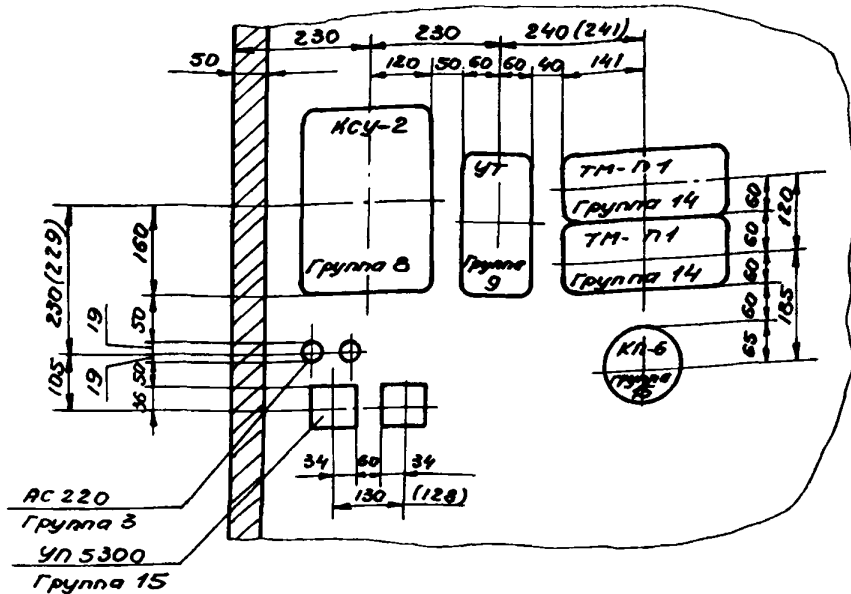 230 230 240 (241)
50 120 50 60 60 40 141
КСУ-2
УТ
ТМ-П1
Группа 14
ТМ-П1
Группа 14
Группа 8
Группа
9
60
60
60
60
65
120
185
КП-6
группа
230(229)
105
160
50
19
19
50
36
34 60 34
130 (128)
АС 220
Группа 3
УП 5300
Группа 15